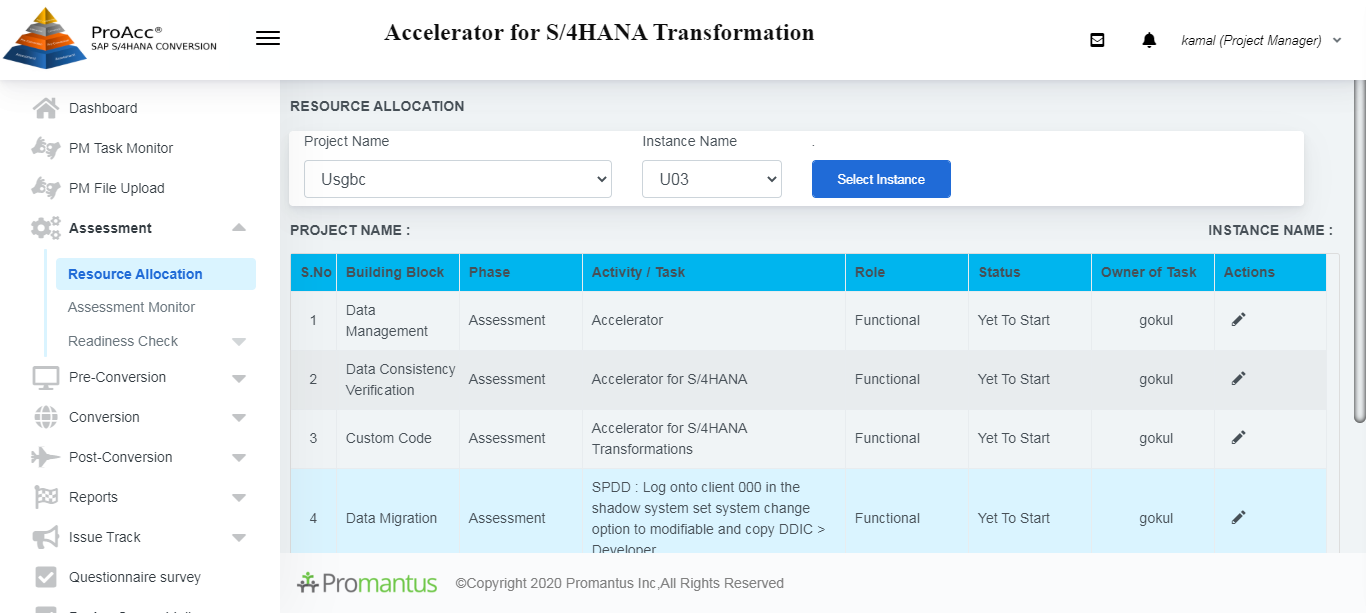 ProAcc®
SAP S/4HANA CONVERSION
Accelerator for S/4HANA Transformation
kamal (Project Manager)
Dashboard
PM Task Monitor
PM File Upload
Assessment
Resource Allocation
Assessment Monitor
Readiness Check
Pre-Conversion
Conversion
Post-Conversion
Reports
Issue Track
Questionnaire survey
RESOURCE ALLOCATION
Project Name Instance Name .
Usgbc U03 Select Instance
PROJECT NAME : INSTANCE NAME :
S.No Building Block Phase Activity / Task Role Status Owner of Task Actions
1 Data Management Assessment Accelerator Functional Yet To Start gokul
2 Data Consistency Verification Assessment Accelerator for S/4HANA Functional Yet To Start gokul
3 Custom Code Assessment Accelerator for S/4HANA Transformations Functional Yet To Start gokul
4 Data Migration Assessment SPDD : Log onto client 000 in the shadow system set system change option to modifiable and copy DDIC > Developer Functional Yet To Start gokul
Promantus ©Copyright 2020 Promantus Inc,All Rights Reserved